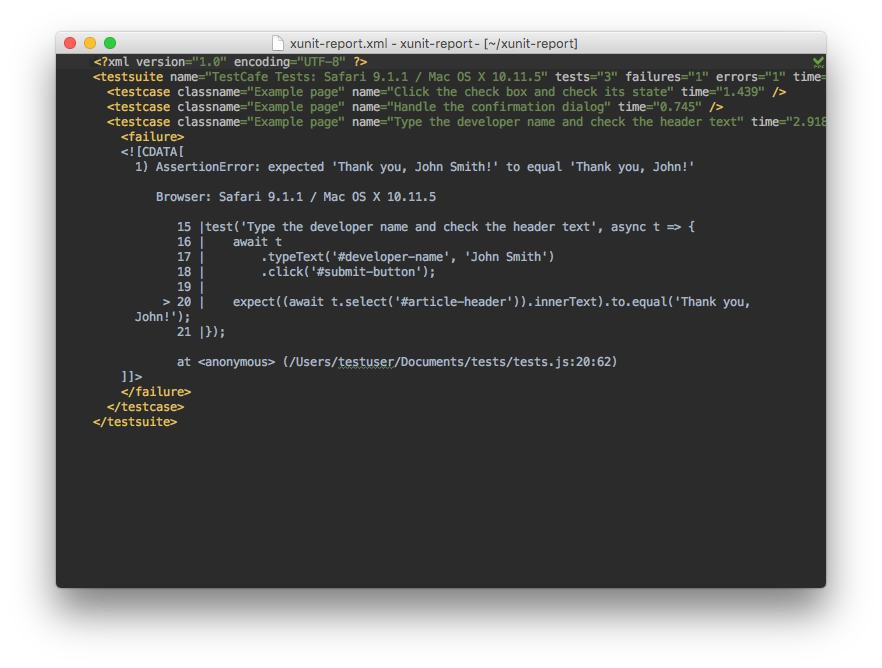 xunit-report.xml - xunit-report- [~/xunit-report]
<?xml version="1.0" encoding="UTF-8" ?>
<testsuite name="TestCafe Tests: Safari 9.1.1 / Mac OS X 10.11.5" tests="3" failures="1" errors="1" time=
<testcase classname="Example page" name="Click the check box and check its state" time="1.439" />
<testcase classname="Example page" name="Handle the confirmation dialog" time="0.745" />
<testcase classname="Example page" name="Type the developer name and check the header text" time="2.918
<failure>
<![CDATA[
1) AssertionError: expected 'Thank you, John Smith!' to equal 'Thank you, John!'
Browser: Safari 9.1.1 / Mac OS X 10.11.5
15 |test('Type the developer name and check the header text', async t => {
16 |    await t
17 |        .typeText('#developer-name', 'John Smith')
18 |        .click('#submit-button');
19 |
> 20 |    expect((await t.select('#article-header')).innerText).to.equal('Thank you,
John!');
21 |});
at <anonymous> (/Users/testuser/Documents/tests/tests.js:20:62)
]]>
</failure>
</testcase>
</testsuite>